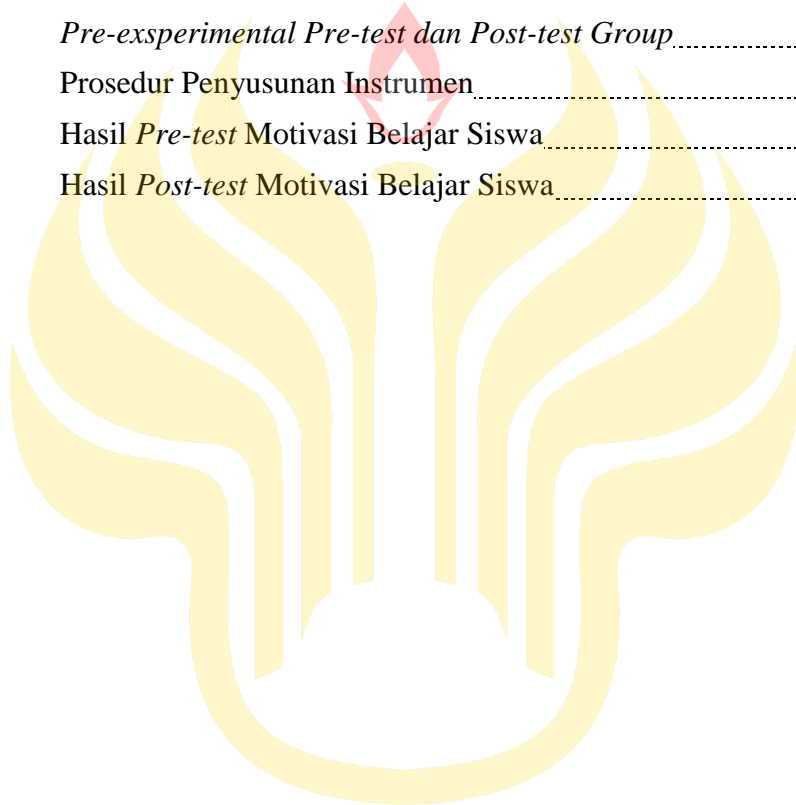 Pre-exsperimental Pre-test dan Post-test Group
Prosedur Penyusunan Instrumen
Hasil Pre-test Motivasi Belajar Siswa
Hasil Post-test Motivasi Belajar Siswa